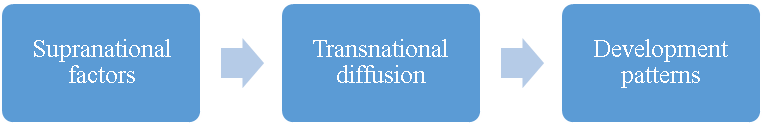 Supranational
factors
Transnational
diffusion
Development
patterns